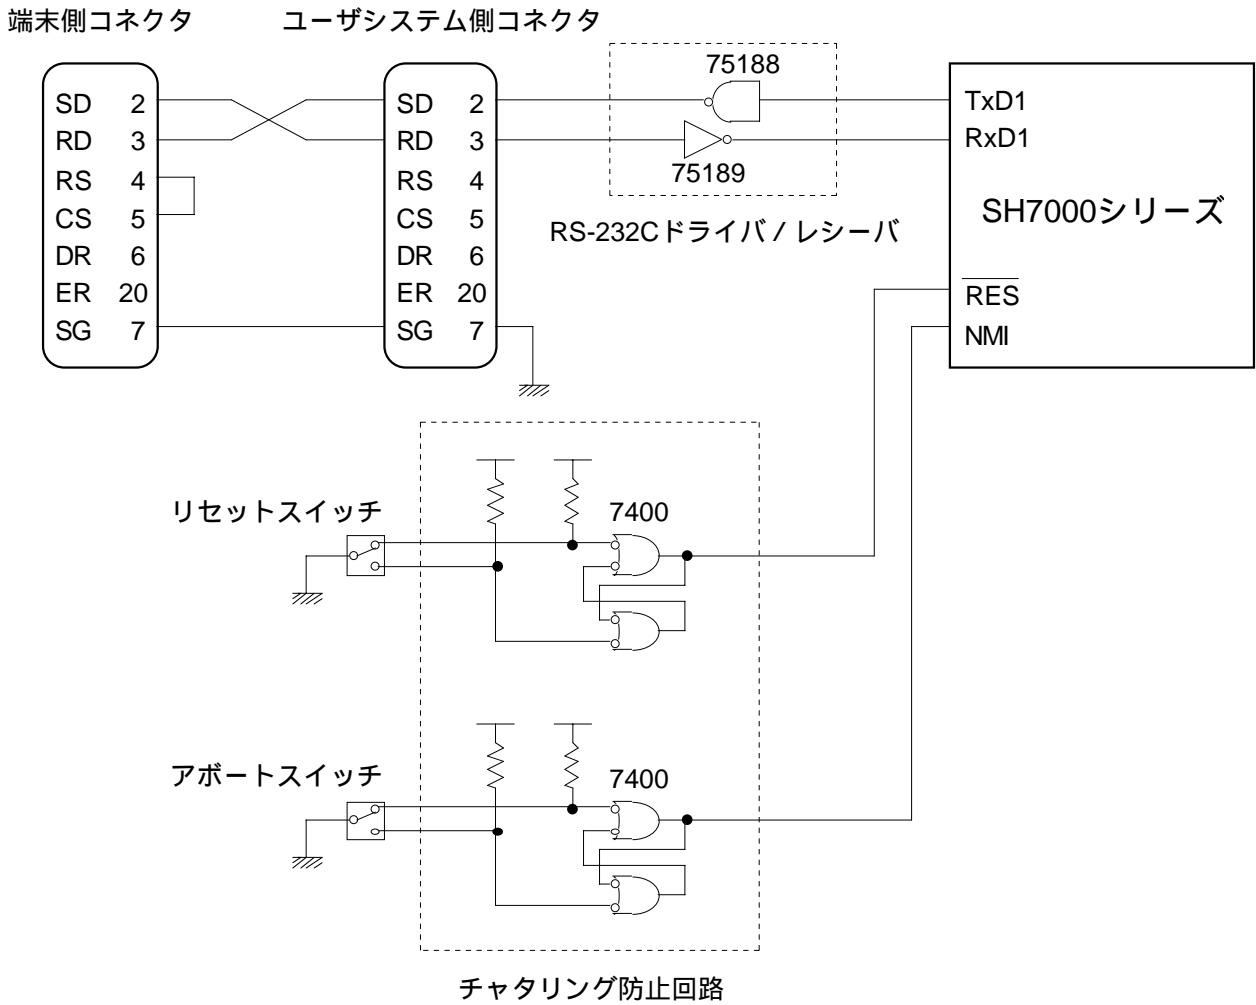 端末側コネクタ
ユーザシステム側コネクタ
SD 2
RD 3
RS 4
CS 5
DR 6
ER 20
SG 7
SD 2
RD 3
RS 4
CS 5
DR 6
ER 20
SG 7
75188
75189
RS-232Cドライバ / レシーバ
TxD1
RxD1
SH7000シリーズ
RES
NMI
リセットスイッチ
7400
アボートスイッチ
7400
チャタリング防止回路